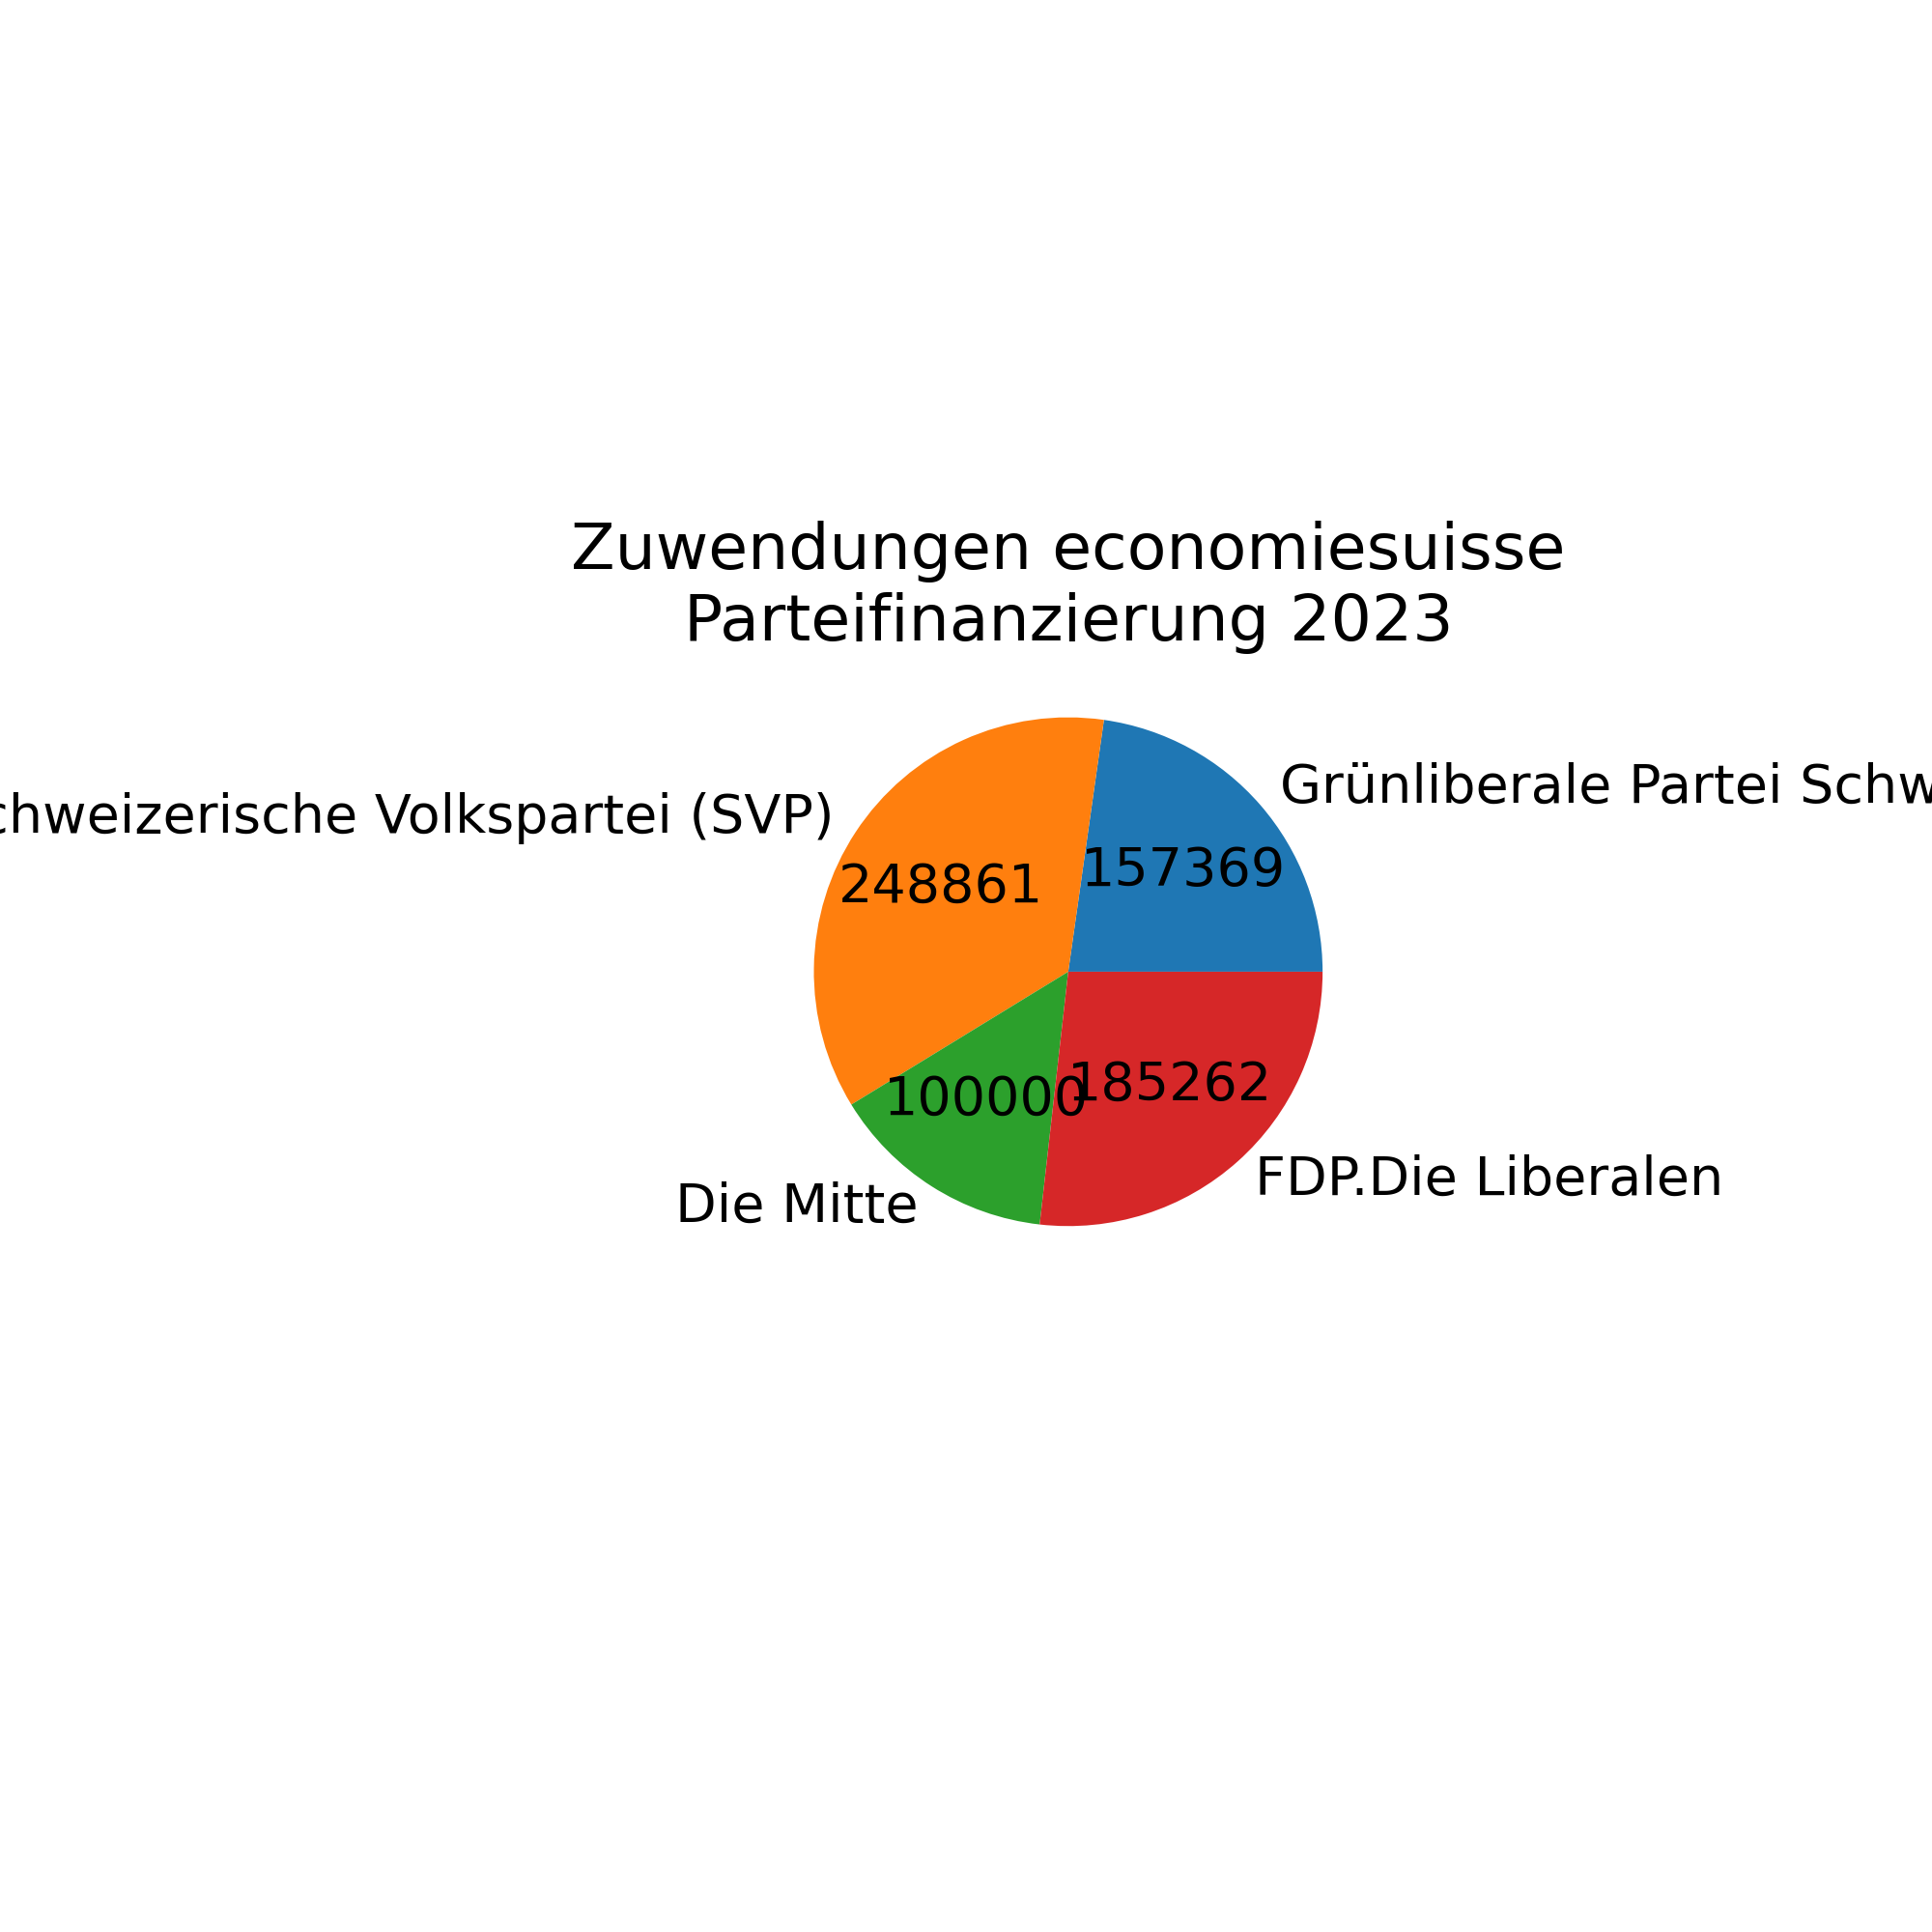 Zuwendungen economiesuisse
Parteifinanzierung 2023
Grünliberale Partei Schw
chweizerische Volkspartei (SVP)
157369
248861
185262
100000
FDP.Die Liberalen
Die Mitte